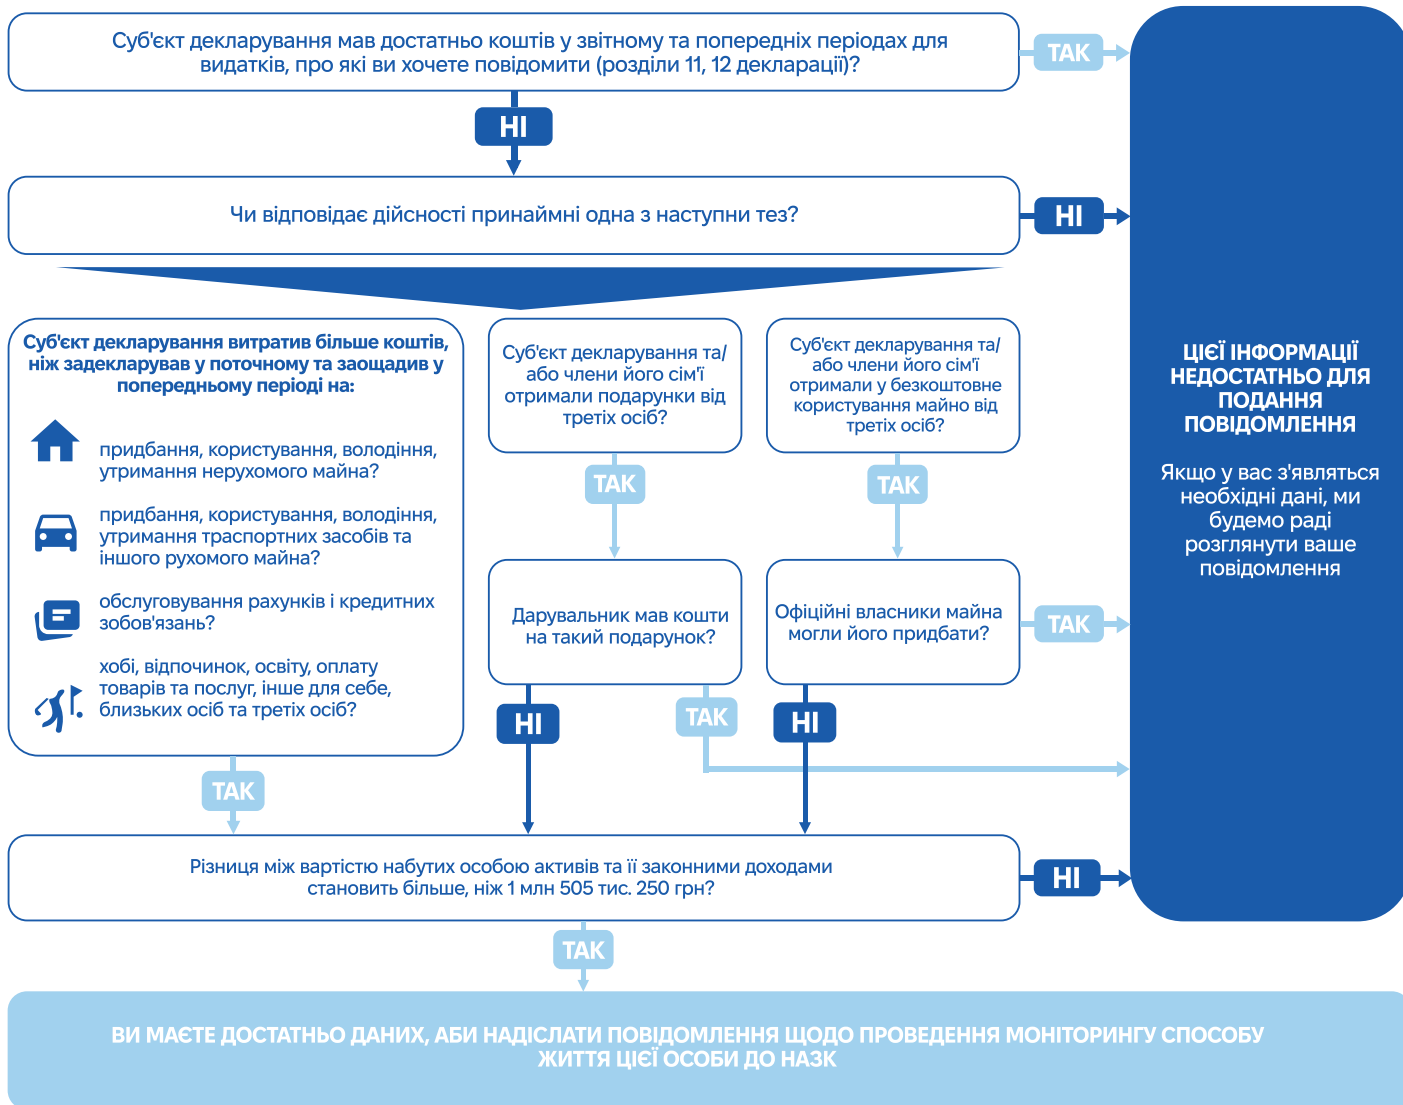 Суб'єкт декларування мав достатньо коштів у звітному та попередніх періодах для
видатків, про які ви хочете повідомити (розділи 11, 12 декларації)?
ТАК
НІ
Чи відповідає дійсності принаймні одна з наступни тез?
НІ
Суб'єкт декларування витратив більше коштів,
ніж задекларував у поточному та заощадив у
попередньому періоді на:
придбання, користування, володіння,
утримання нерухомого майна?
придбання, користування, володіння,
утримання траспортних засобів та
іншого рухомого майна?
обслуговування рахунків і кредитних
зобов'язань?
хобі, відпочинок, освіту, оплату
товарів та послуг, інше для себе,
близьких осіб та третіх осіб?
ТАК
Суб'єкт декларування та/
або члени його сім'ї
отримали подарунки від
третіх осіб?
ТАК
Дарувальник мав кошти
на такий подарунок?
НІ
ТАК
Суб'єкт декларування та/
або члени його сім'ї
отримали у безкоштовне
користування майно від
третіх осіб?
ТАК
Офіційні власники майна
могли його придбати?
ТАК
НІ
Різниця між вартістю набутих особою активів та її законними доходами
становить більше, ніж 1 млн 505 тис. 250 грн?
НІ
ТАК
ЦІЄЇ ІНФОРМАЦІЇ
НЕДОСТАТНЬО ДЛЯ
ПОДАННЯ
ПОВІДОМЛЕННЯ
Якщо у вас з'являться
необхідні дані, ми
будемо раді
розглянути ваше
повідомлення
ВИ МАЄТЕ ДОСТАТНЬО ДАНИХ, АБИ НАДІСЛАТИ ПОВІДОМЛЕННЯ ЩОДО ПРОВЕДЕННЯ МОНІТОРИНГУ СПОСОБУ
ЖИТТЯ ЦІЄЇ ОСОБИ ДО НАЗК